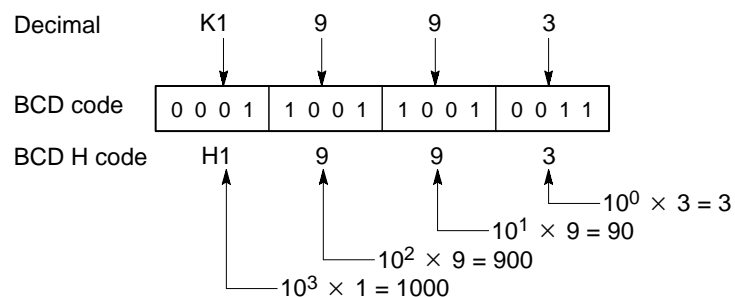 Decimal K1 9 9 3
BCD code 0 0 0 1 1 0 0 1 1 0 0 1 0 0 1 1
BCD H code H1 9 9 3
10⁰ × 3 = 3
10¹ × 9 = 90
10² × 9 = 900
10³ × 1 = 1000